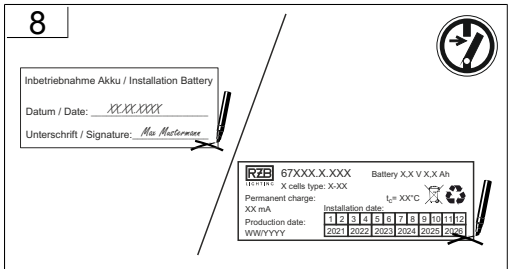 8
Inbetriebnahme Akku / Installation Battery
Datum / Date: XX.XX.XXXX
Unterschrift / Signature: Max Mustermann
RZB 67XXX.X.XXX Battery X,X V X,X Ah
LIGHTING X cells type: X-XX
Permanent charge: tc= XX°C
XX mA Installation date:
Production date: 1 2 3 4 5 6 7 8 9 10 11 12
WW/YYYY 2021 2022 2023 2024 2025 2026